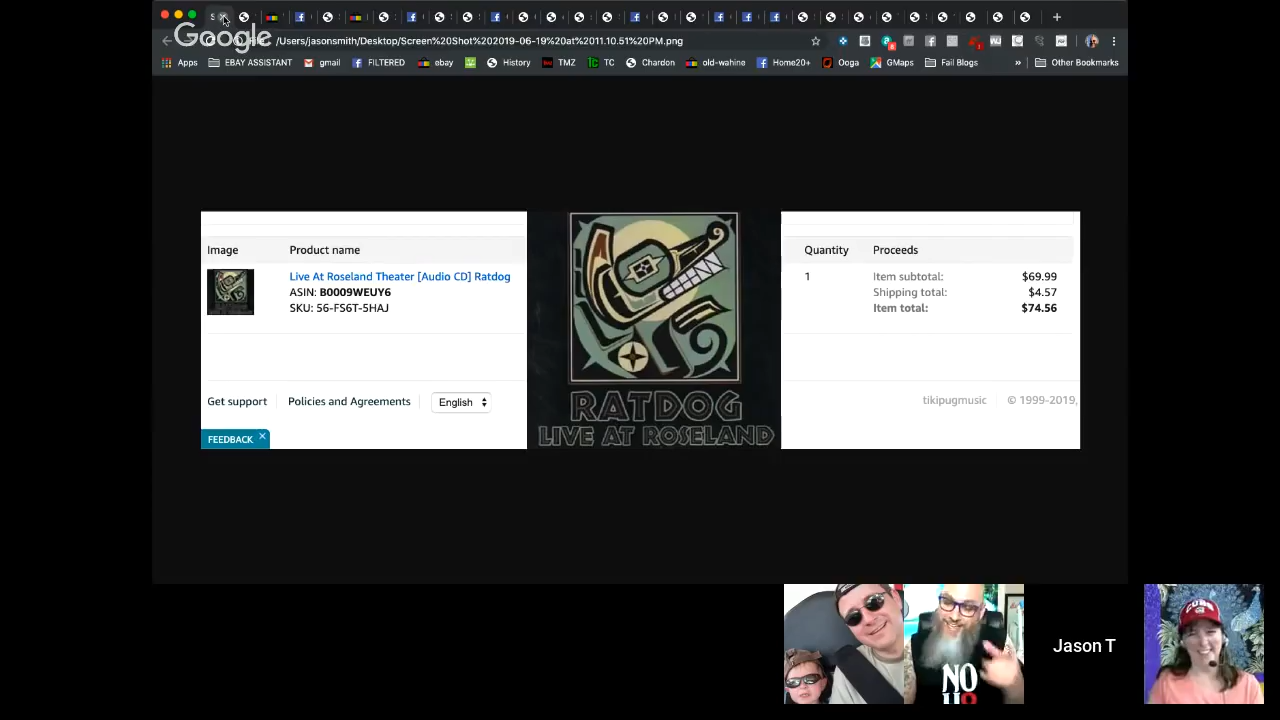 Google
/Users/jasonsmith/Desktop/Screen%20Shot%202019-06-19%20at%2011.10.51%20PM.png
Apps
EBAY ASSISTANT
gmail
FILTERED
ebay
History
TMZ
TC
Chardon
old-wahine
Home20+
Ooga
GMaps
Fail Blogs
»
Other Bookmarks
Image
Product name
Live At Roseland Theater [Audio CD] Ratdog
ASIN: B0009WEUY6
SKU: 56-FS6T-5HAJ
Get support
Policies and Agreements
English
FEEDBACK
RATDOG
LIVE AT ROSELAND
Quantity
Proceeds
1
Item subtotal: $69.99
Shipping total: $4.57
Item total: $74.56
tikipugmusic
© 1999-2019,
NO
Jason T